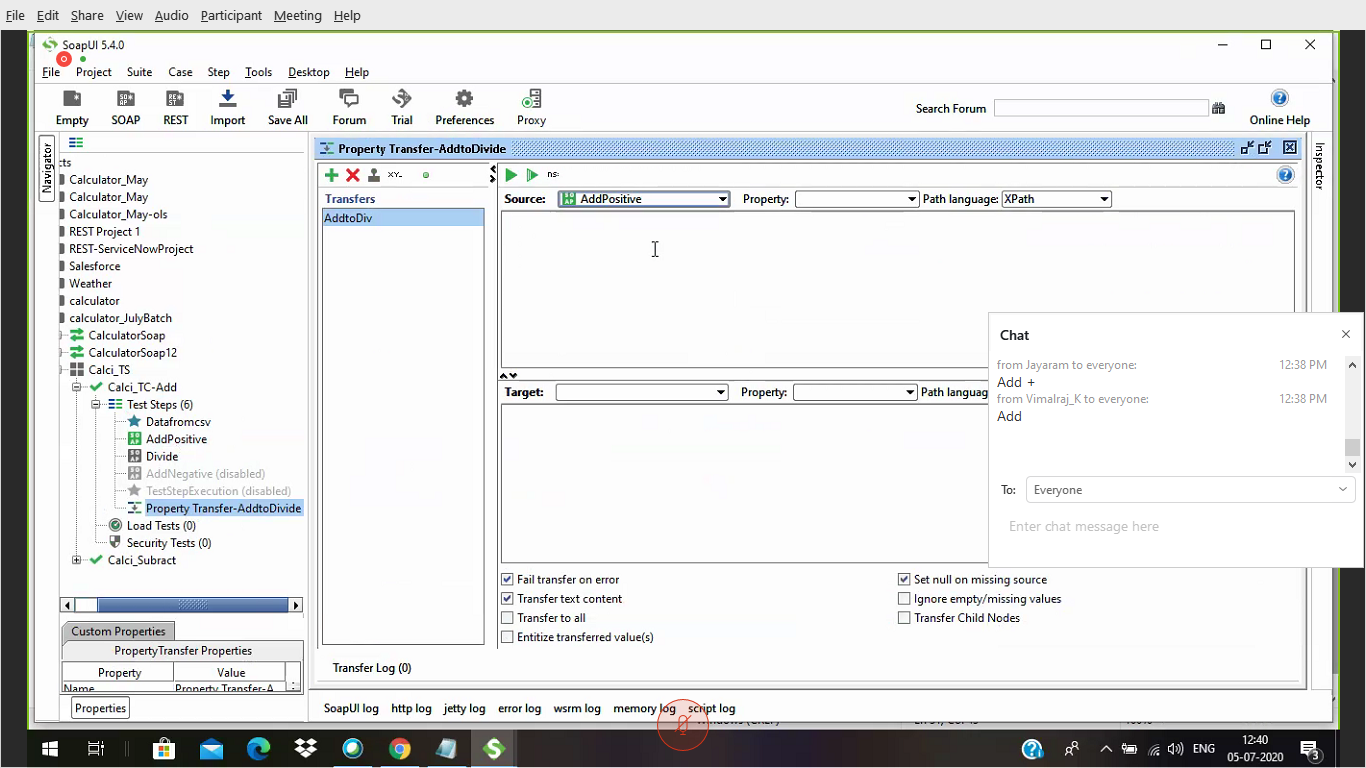 File Edit Share View Audio Participant Meeting Help
SoapUI 5.4.0
File Project Suite Case Step Tools Desktop Help
Empty SOAP REST Import Save All Forum Trial Preferences Proxy
Search Forum
Online Help
Navigator
cts
Calculator_May
Calculator_May
Calculator_May-ols
REST Project 1
REST-ServiceNowProject
Salesforce
Weather
calculator
calculator_JulyBatch
CalculatorSoap
CalculatorSoap12
Calci_TS
Calci_TC-Add
Test Steps (6)
Datafromcsv
AddPositive
Divide
AddNegative (disabled)
TestStepExecution (disabled)
Property Transfer-AddtoDivide
Load Tests (0)
Security Tests (0)
Calci_Subract
Custom Properties
PropertyTransfer Properties
Property Value
Name Property Transfer-A
Properties
Property Transfer-AddtoDivide
Transfers
AddtoDiv
ns:
Source: AddPositive Property: Path language: XPath
Target: Property: Path language
Fail transfer on error
Transfer text content
Transfer to all
Entitize transferred value(s)
Set null on missing source
Ignore empty/missing values
Transfer Child Nodes
Transfer Log (0)
Inspector
SoapUI log http log jetty log error log wsrm log memory log script log
Chat
from Jayaram to everyone: 12:38 PM
Add +
from Vimalraj_K to everyone: 12:38 PM
Add
To: Everyone
Enter chat message here
ENG
12:40
05-07-2020
3